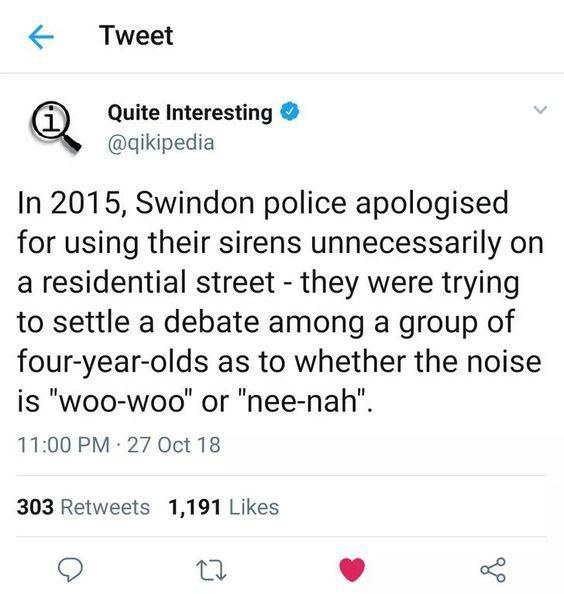 Tweet
Quite Interesting
@qikipedia
In 2015, Swindon police apologised
for using their sirens unnecessarily on
a residential street - they were trying
to settle a debate among a group of
four-year-olds as to whether the noise
is "woo-woo" or "nee-nah".
11:00 PM · 27 Oct 18
303 Retweets 1,191 Likes